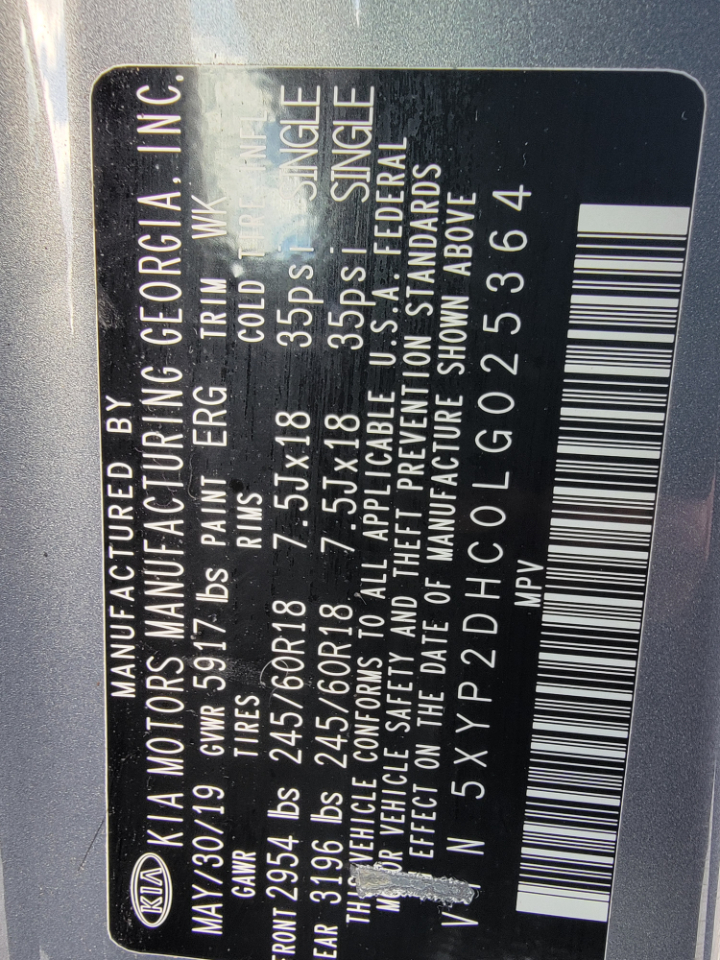 MANUFACTURED BY
KIA KIA MOTORS MANUFACTURING GEORGIA, INC.
MAY/30/19 GVWR 5917 lbs PAINT ERG TRIM WK
GAWR TIRES RIMS COLD TIRE INFL
FRONT 2954 lbs 245/60R18 7.5Jx18 35psi SINGLE
EAR 3196 lbs 245/60R18 7.5Jx18 35psi SINGLE
VEHICLE CONFORMS TO ALL APPLICABLE U.S.A. FEDERAL
VEHICLE SAFETY AND THEFT PREVENTION STANDARDS
EFFECT ON THE DATE OF MANUFACTURE SHOWN ABOVE
V N 5XYP2DHC0LG025364
MPV